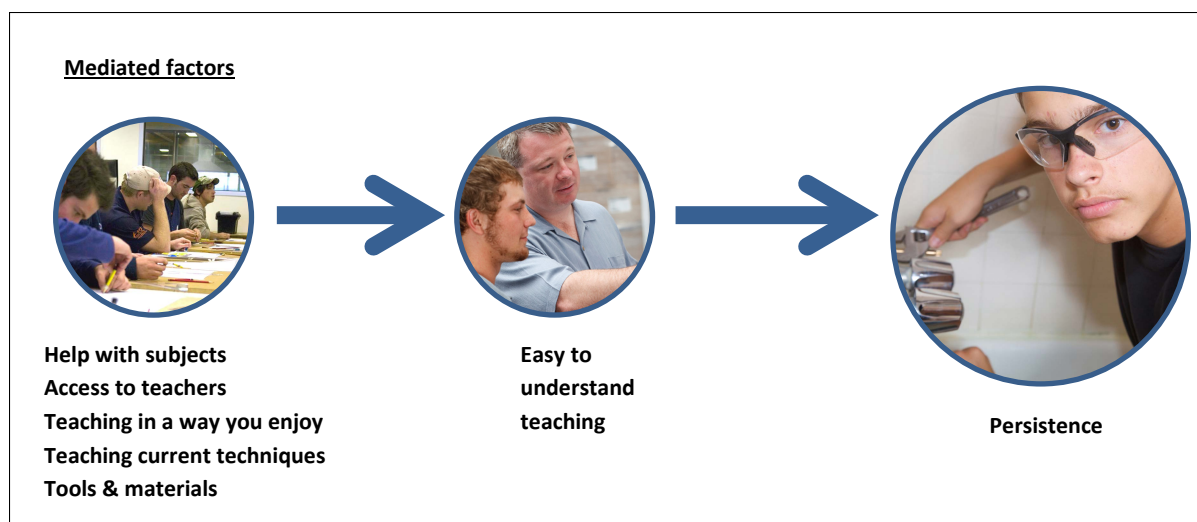 Mediated factors
Help with subjects
Access to teachers
Teaching in a way you enjoy
Teaching current techniques
Tools & materials
Easy to
understand
teaching
Persistence